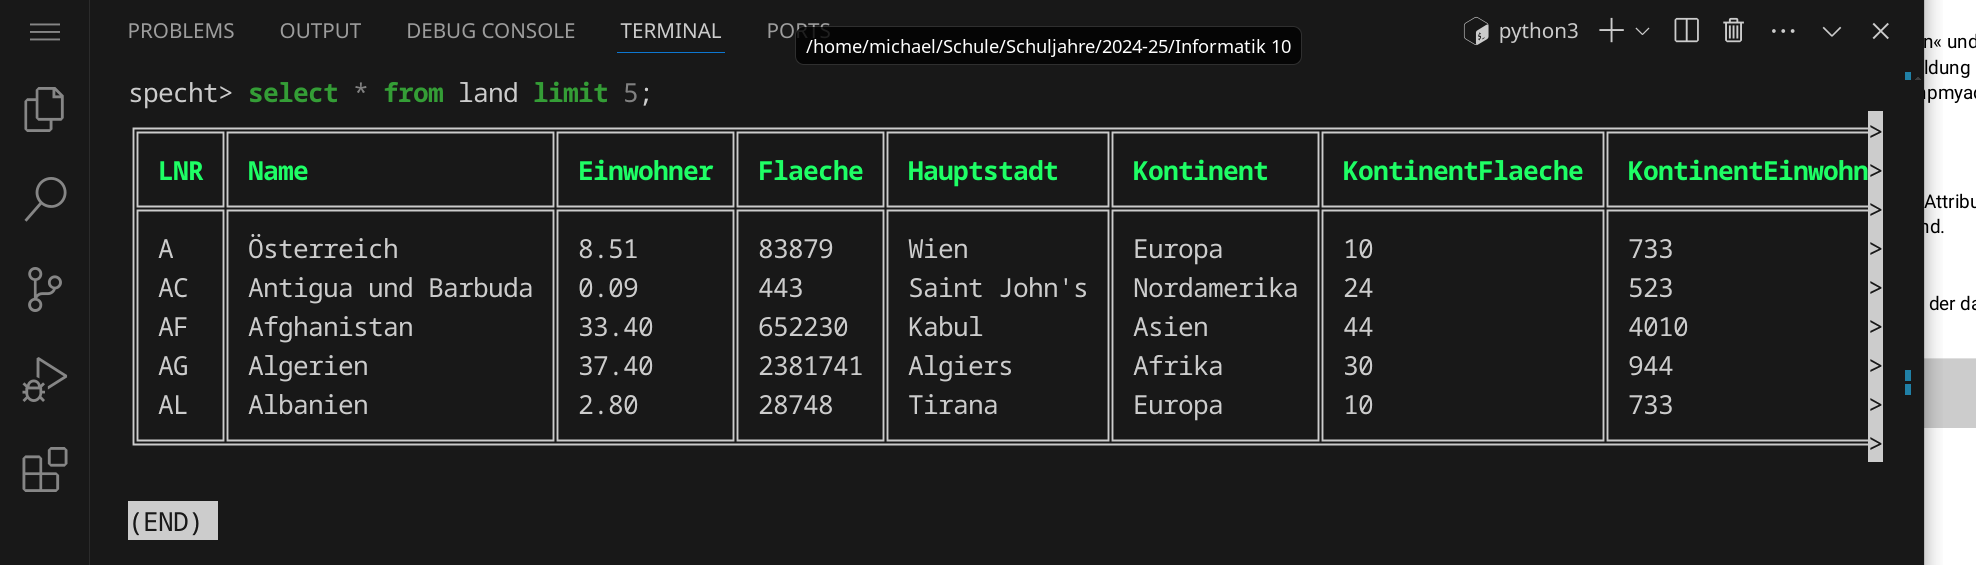 PROBLEMS OUTPUT DEBUG CONSOLE TERMINAL PORTS python3
/home/michael/Schule/Schuljahre/2024-25/Informatik 10
specht> select * from land limit 5;
LNR Name Einwohner Flaeche Hauptstadt Kontinent KontinentFlaeche KontinentEinwohn>
A Österreich 8.51 83879 Wien Europa 10 733 >
AC Antigua und Barbuda 0.09 443 Saint John's Nordamerika 24 523 >
AF Afghanistan 33.40 652230 Kabul Asien 44 4010 >
AG Algerien 37.40 2381741 Algiers Afrika 30 944 >
AL Albanien 2.80 28748 Tirana Europa 10 733 >
(END)
n« und
ldung
pmyad
Attribu
nd.
der da